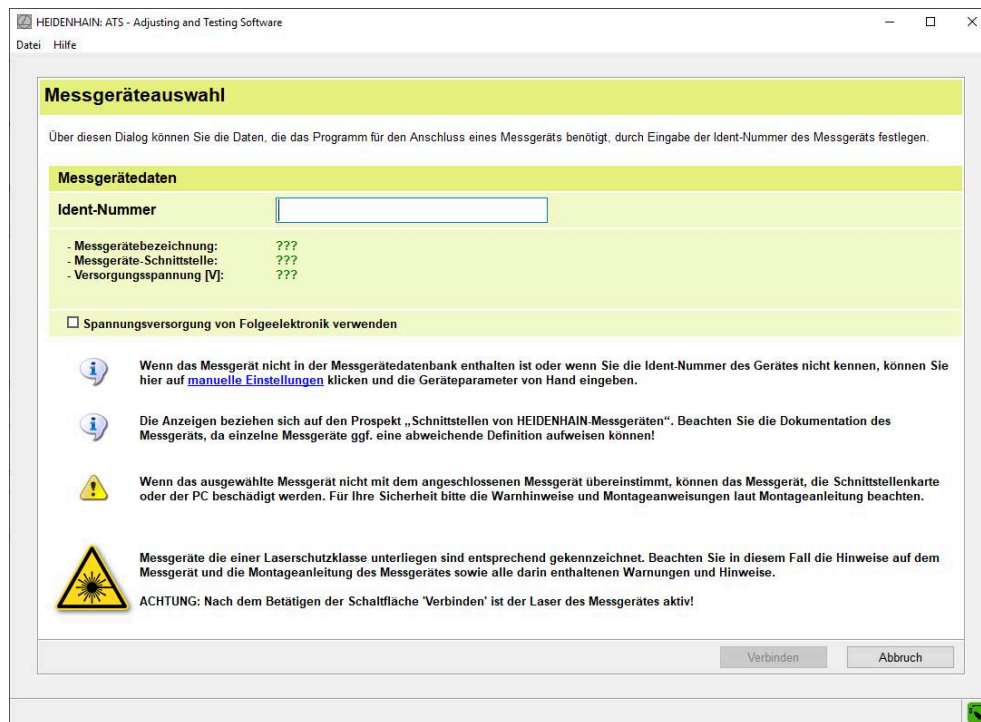 HEIDENHAIN: ATS - Adjusting and Testing Software
Datei Hilfe
Messgeräteauswahl
Über diesen Dialog können Sie die Daten, die das Programm für den Anschluss eines Messgeräts benötigt, durch Eingabe der Ident-Nummer des Messgeräts festlegen.
Messgerätedaten
Ident-Nummer
- Messgerätebezeichnung: ???
- Messgeräte-Schnittstelle: ???
- Versorgungsspannung [V]: ???
Spannungsversorgung von Folgeelektronik verwenden
Wenn das Messgerät nicht in der Messgerätedatenbank enthalten ist oder wenn Sie die Ident-Nummer des Gerätes nicht kennen, können Sie
hier auf manuelle Einstellungen klicken und die Geräteparameter von Hand eingeben.
Die Anzeigen beziehen sich auf den Prospekt „Schnittstellen von HEIDENHAIN-Messgeräten“. Beachten Sie die Dokumentation des
Messgeräts, da einzelne Messgeräte ggf. eine abweichende Definition aufweisen können!
Wenn das ausgewählte Messgerät nicht mit dem angeschlossenen Messgerät übereinstimmt, können das Messgerät, die Schnittstellenkarte
oder der PC beschädigt werden. Für Ihre Sicherheit bitte die Warnhinweise und Montageanweisungen laut Montageanleitung beachten.
Messgeräte die einer Laserschutzklasse unterliegen sind entsprechend gekennzeichnet. Beachten Sie in diesem Fall die Hinweise auf dem
Messgerät und die Montageanleitung des Messgerätes sowie alle darin enthaltenen Warnungen und Hinweise.
ACHTUNG: Nach dem Betätigen der Schaltfläche 'Verbinden' ist der Laser des Messgerätes aktiv!
Verbinden Abbruch